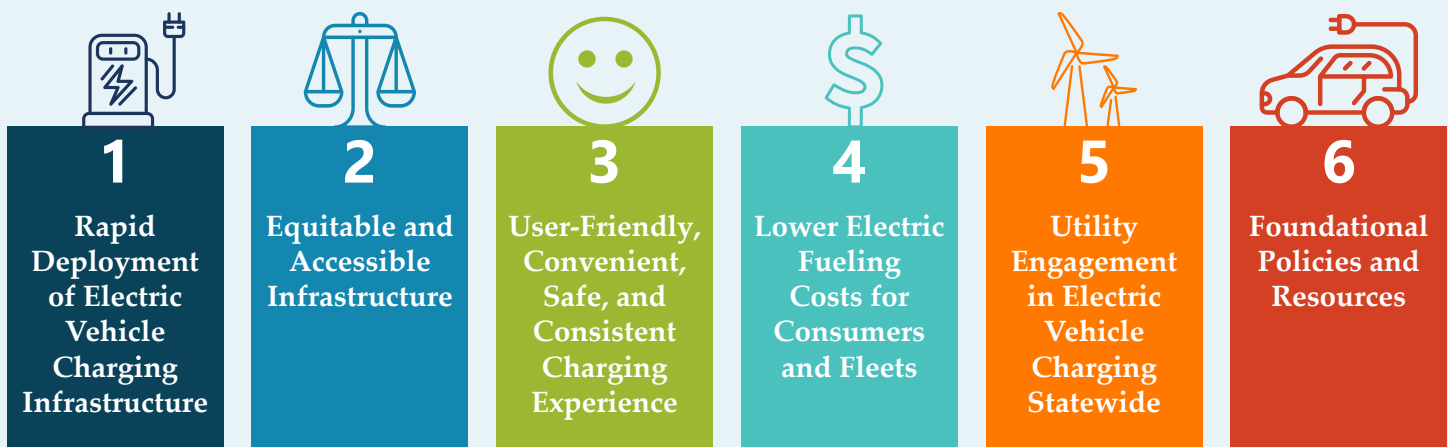 1
Rapid
Deployment
of Electric
Vehicle
Charging
Infrastructure
2
Equitable and
Accessible
Infrastructure
3
User-Friendly,
Convenient,
Safe, and
Consistent
Charging
Experience
4
Lower Electric
Fueling
Costs for
Consumers
and Fleets
5
Utility
Engagement
in Electric
Vehicle
Charging
Statewide
6
Foundational
Policies and
Resources